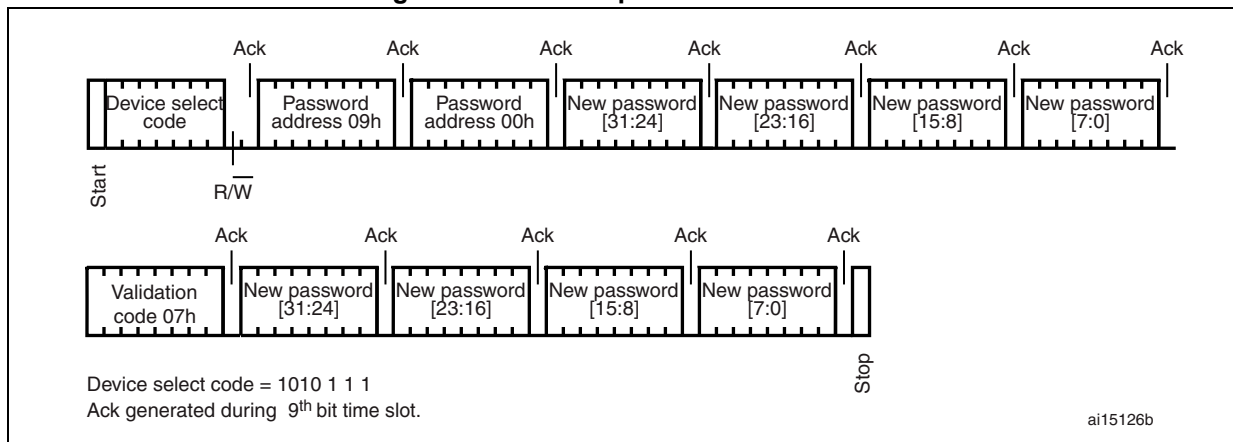 Ack Ack Ack Ack Ack Ack Ack
Device select code
Password address 09h
Password address 00h
New password [31:24]
New password [23:16]
New password [15:8]
New password [7:0]
Start
R/W
Ack Ack Ack Ack Ack
Validation code 07h
New password [31:24]
New password [23:16]
New password [15:8]
New password [7:0]
Stop
Device select code = 1010 1 1 1
Ack generated during 9th bit time slot.
ai15126b